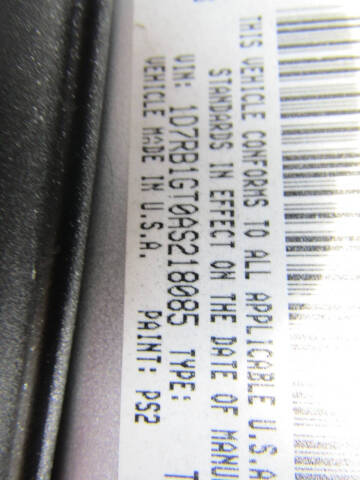 THIS VEHICLE CONFORMS TO ALL APPLICABLE U.S.A
STANDARDS IN EFFECT ON THE DATE OF MANU
VIN: 1D7RB1GT0AS218085 TYPE: T
VEHICLE MADE IN U.S.A. PAINT: PS2